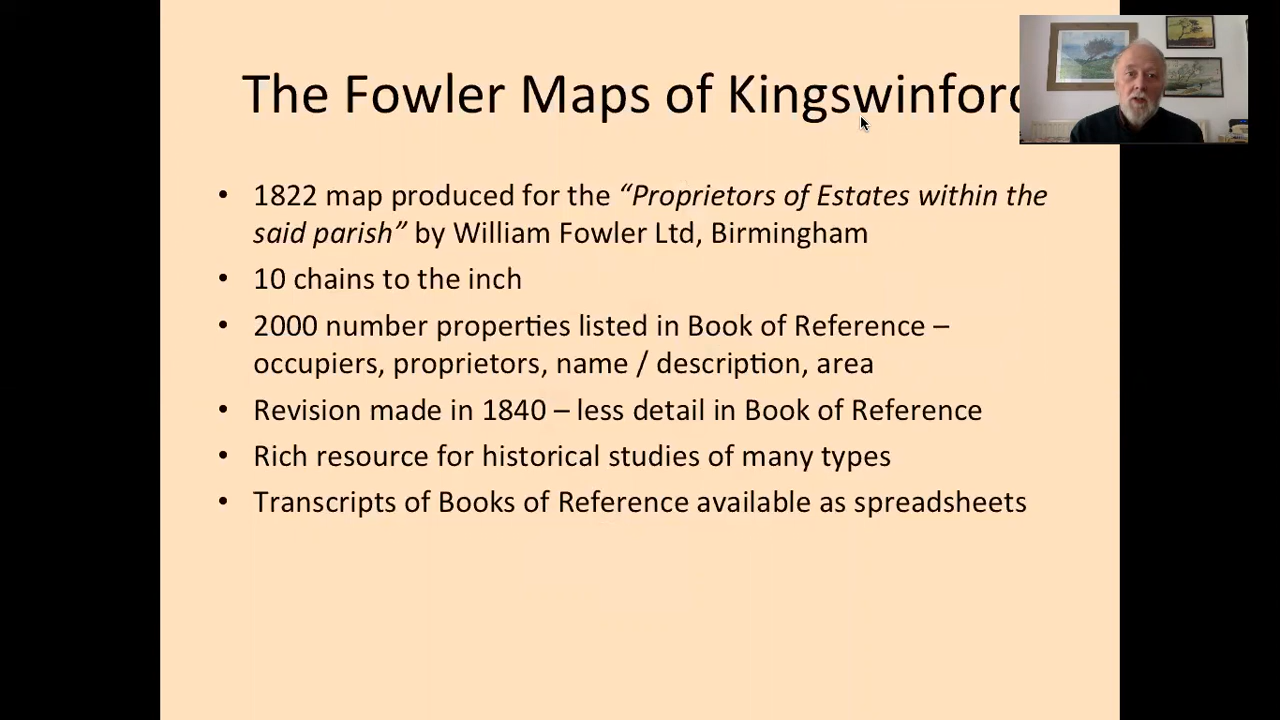 The Fowler Maps of Kingswinford
• 1822 map produced for the “Proprietors of Estates within the
said parish” by William Fowler Ltd, Birmingham
• 10 chains to the inch
• 2000 number properties listed in Book of Reference –
occupiers, proprietors, name / description, area
• Revision made in 1840 – less detail in Book of Reference
• Rich resource for historical studies of many types
• Transcripts of Books of Reference available as spreadsheets